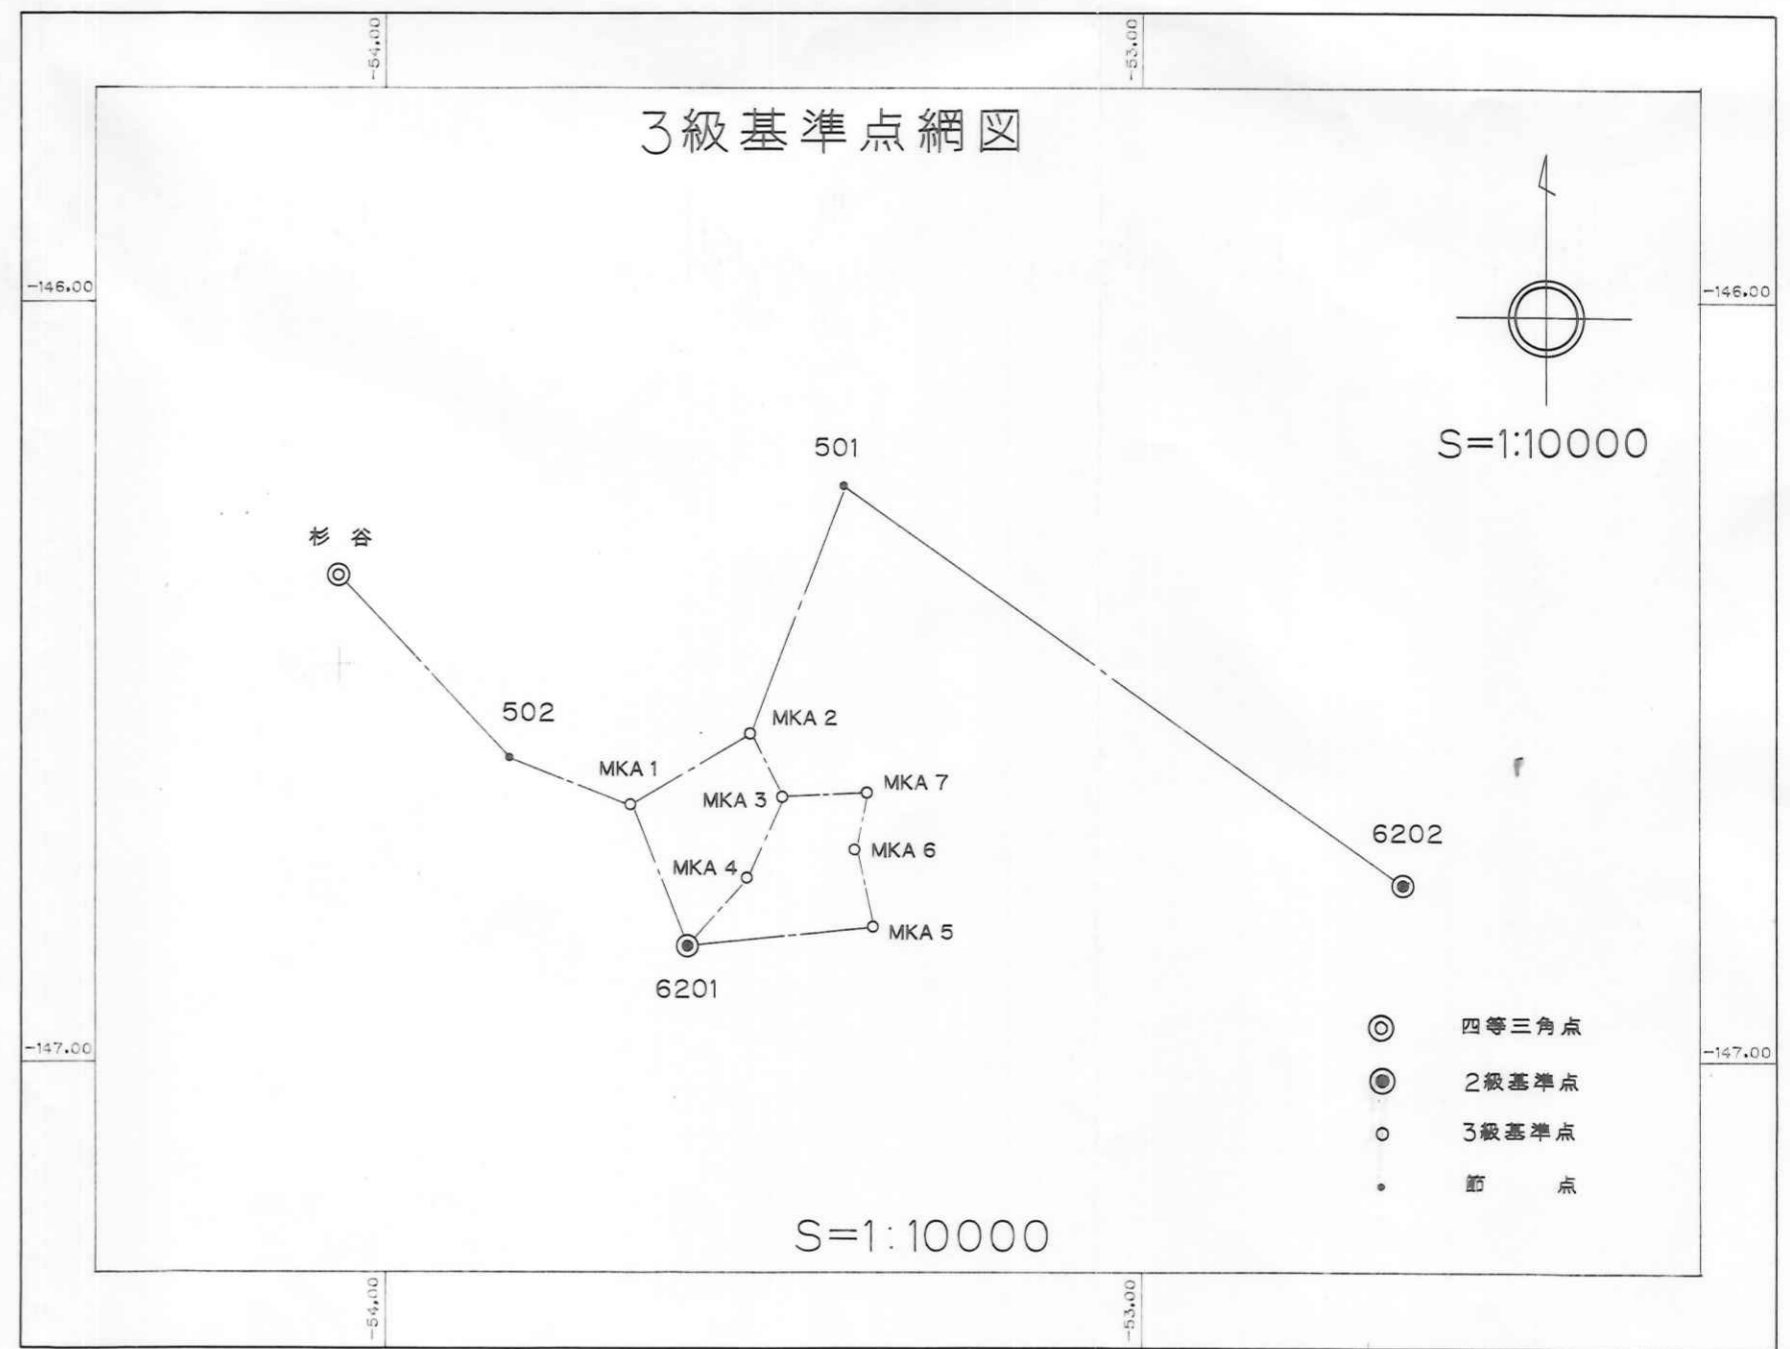 -54.00
-53.00
3級基準点網図
-146.00
-146.00
S=1:10000
501
杉 谷
502
MKA 2
MKA 1
MKA 7
MKA 3
6202
MKA 6
MKA 4
MKA 5
6201
四等三角点
-147.00
-147.00
2級基準点
3級基準点
節 点
S=1:10000
-54.00
-53.00